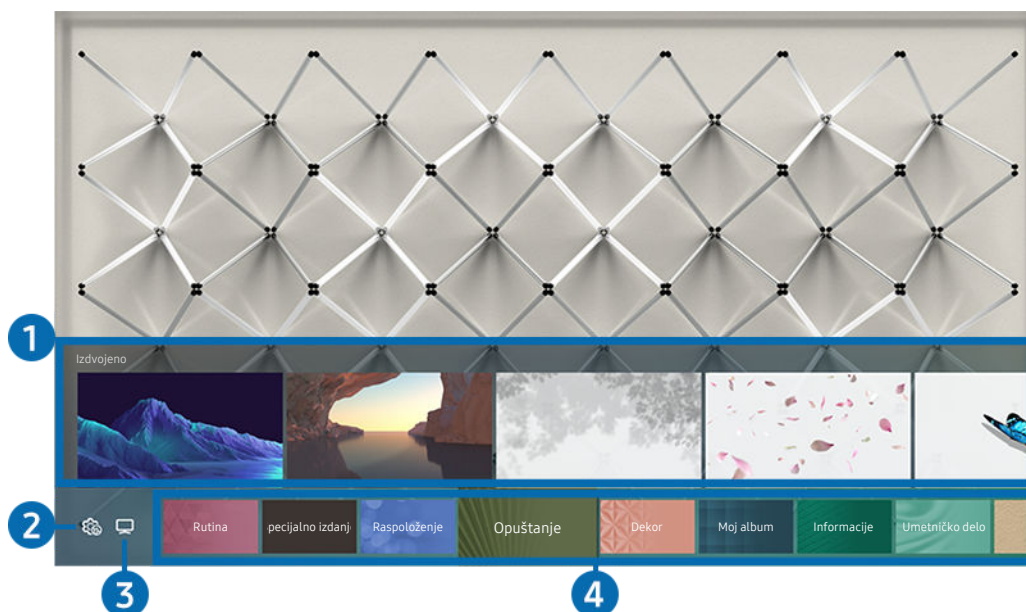 1
Izdvojeno
2
3
Rutina
pecijalno izdanj
Raspoloženje
Opuštanje
Dekor
Moj album
Informacije
Umetničko delo
4